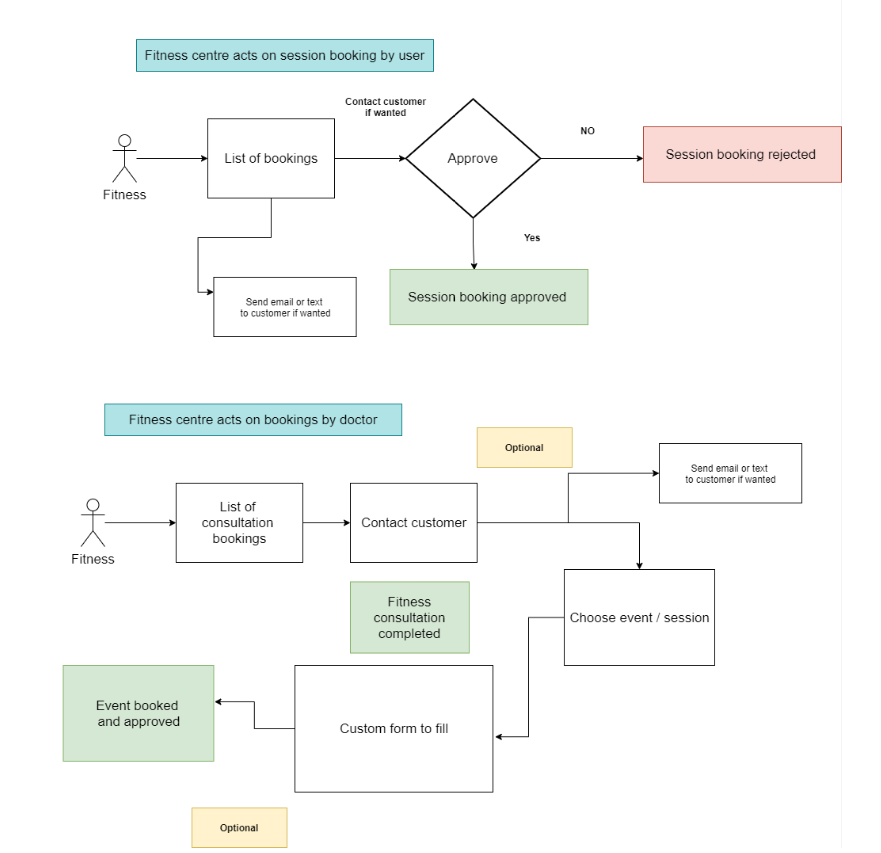 Fitness centre acts on session booking by user
Contact customer
if wanted
NO
List of bookings
Approve
Session booking rejected
Fitness
Yes
Session booking approved
Send email or text
to customer if wanted
Fitness centre acts on bookings by doctor
Optional
Send email or text
to customer if wanted
List of
consultation
bookings
Contact customer
Fitness
Fitness
consultation
completed
Choose event / session
Event booked
and approved
Custom form to fill
Optional